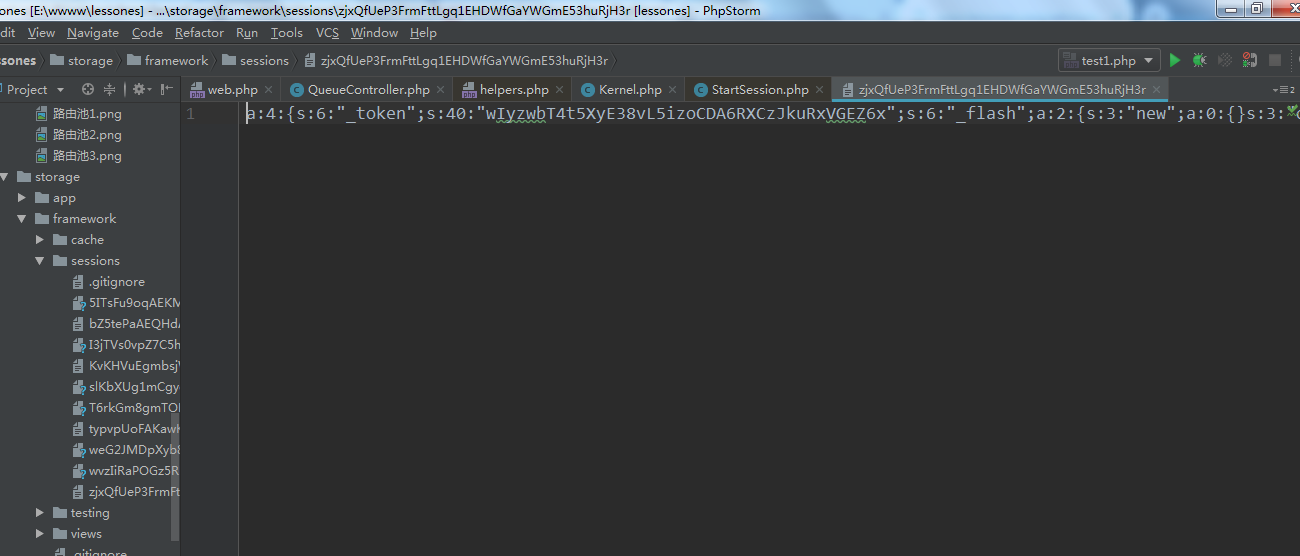 ones [E:\wwww\lessones] - ...\storage\framework\sessions\zjxQfUeP3FrmFttLgq1EHDWfGaYWGmE53huRjH3r [lessones] - PhpStorm
dit View Navigate Code Refactor Run Tools VCS Window Help
ssones storage framework sessions zjxQfUeP3FrmFttLgq1EHDWfGaYWGmE53huRjH3r test1.php
Project web.php QueueController.php helpers.php Kernel.php StartSession.php zjxQfUeP3FrmFttLgq1EHDWfGaYWGmE53huRjH3r 2
1 a:4:{s:6:"_token";s:40:"wIyzwbT4t5XyE38vL5izoCDA6RXCzJkuRxVGEZ6x";s:6:"_flash";a:2:{s:3:"new";a:0:{}s:3:
路由池1.png
路由池2.png
路由池3.png
storage
app
framework
cache
sessions
.gitignore
5ITsFu9oqAEKM
bZ5tePaAEQHdA
I3jTVs0vpZ7C5h
KvKHVuEgmbsj
slKbXUg1mCgy
T6rkGm8gmTO
typvpUoFAKaw
weG2JMDpXyb8
wvzIiRaPOGz5R
zjxQfUeP3FrmFt
testing
views
.gitignore